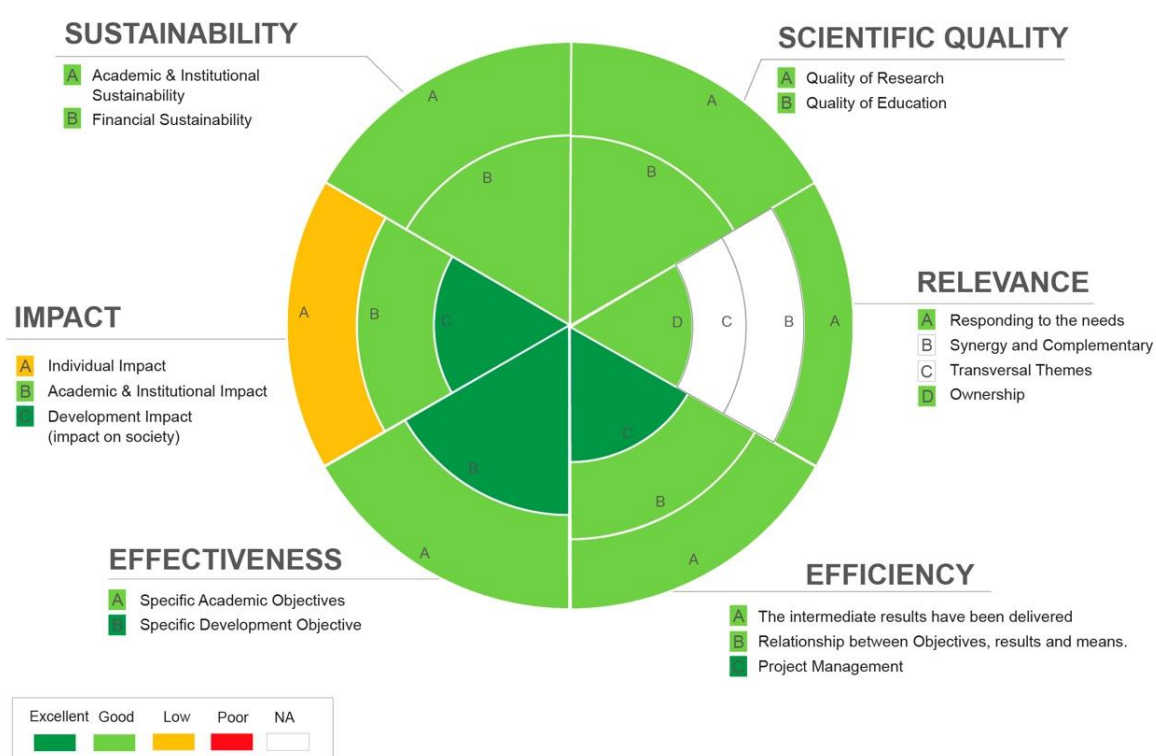 SUSTAINABILITY
A Academic & Institutional
Sustainability
B Financial Sustainability
SCIENTIFIC QUALITY
A Quality of Research
B Quality of Education
A
A
B
B
RELEVANCE
A Responding to the needs
B Synergy and Complementary
C Transversal Themes
D Ownership
IMPACT
A Individual Impact
B Academic & Institutional Impact
C Development Impact
(impact on society)
A
B
C
D
C
B
A
C
B
B
A
A
EFFECTIVENESS
A Specific Academic Objectives
B Specific Development Objective
EFFICIENCY
A The intermediate results have been delivered
B Relationship between Objectives, results and means.
C Project Management
Excellent Good Low Poor NA